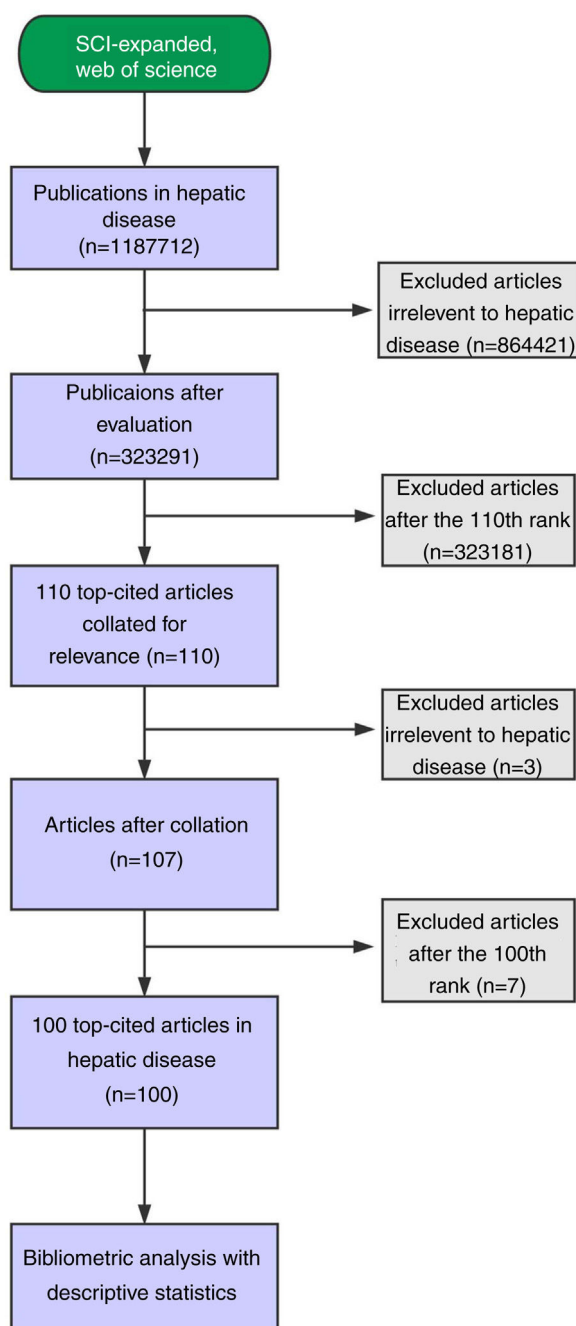 SCI-expanded,
web of science
Publications in hepatic
disease
(n=1187712)
Excluded articles
irrelevent to hepatic
disease (n=864421)
Publicaions after
evaluation
(n=323291)
Excluded articles
after the 110th rank
(n=323181)
110 top-cited articles
collated for
relevance (n=110)
Excluded articles
irrelevent to hepatic
disease (n=3)
Articles after collation
(n=107)
Excluded articles
after the 100th
rank (n=7)
100 top-cited articles in
hepatic disease
(n=100)
Bibliometric analysis with
descriptive statistics